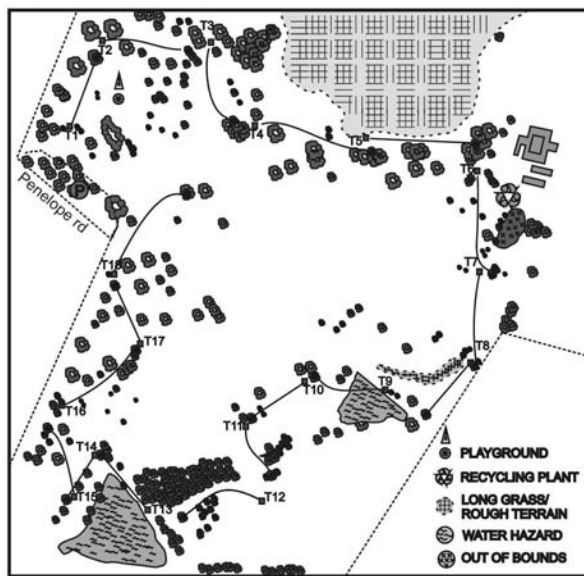 T2
T3
T1
T4
T5
T6
Penelope rd
P
T7
T18
T17
T8
T16
T10
T9
T11
T14
T15
T13
T12
PLAYGROUND
RECYCLING PLANT
LONG GRASS/
ROUGH TERRAIN
WATER HAZARD
OUT OF BOUNDS